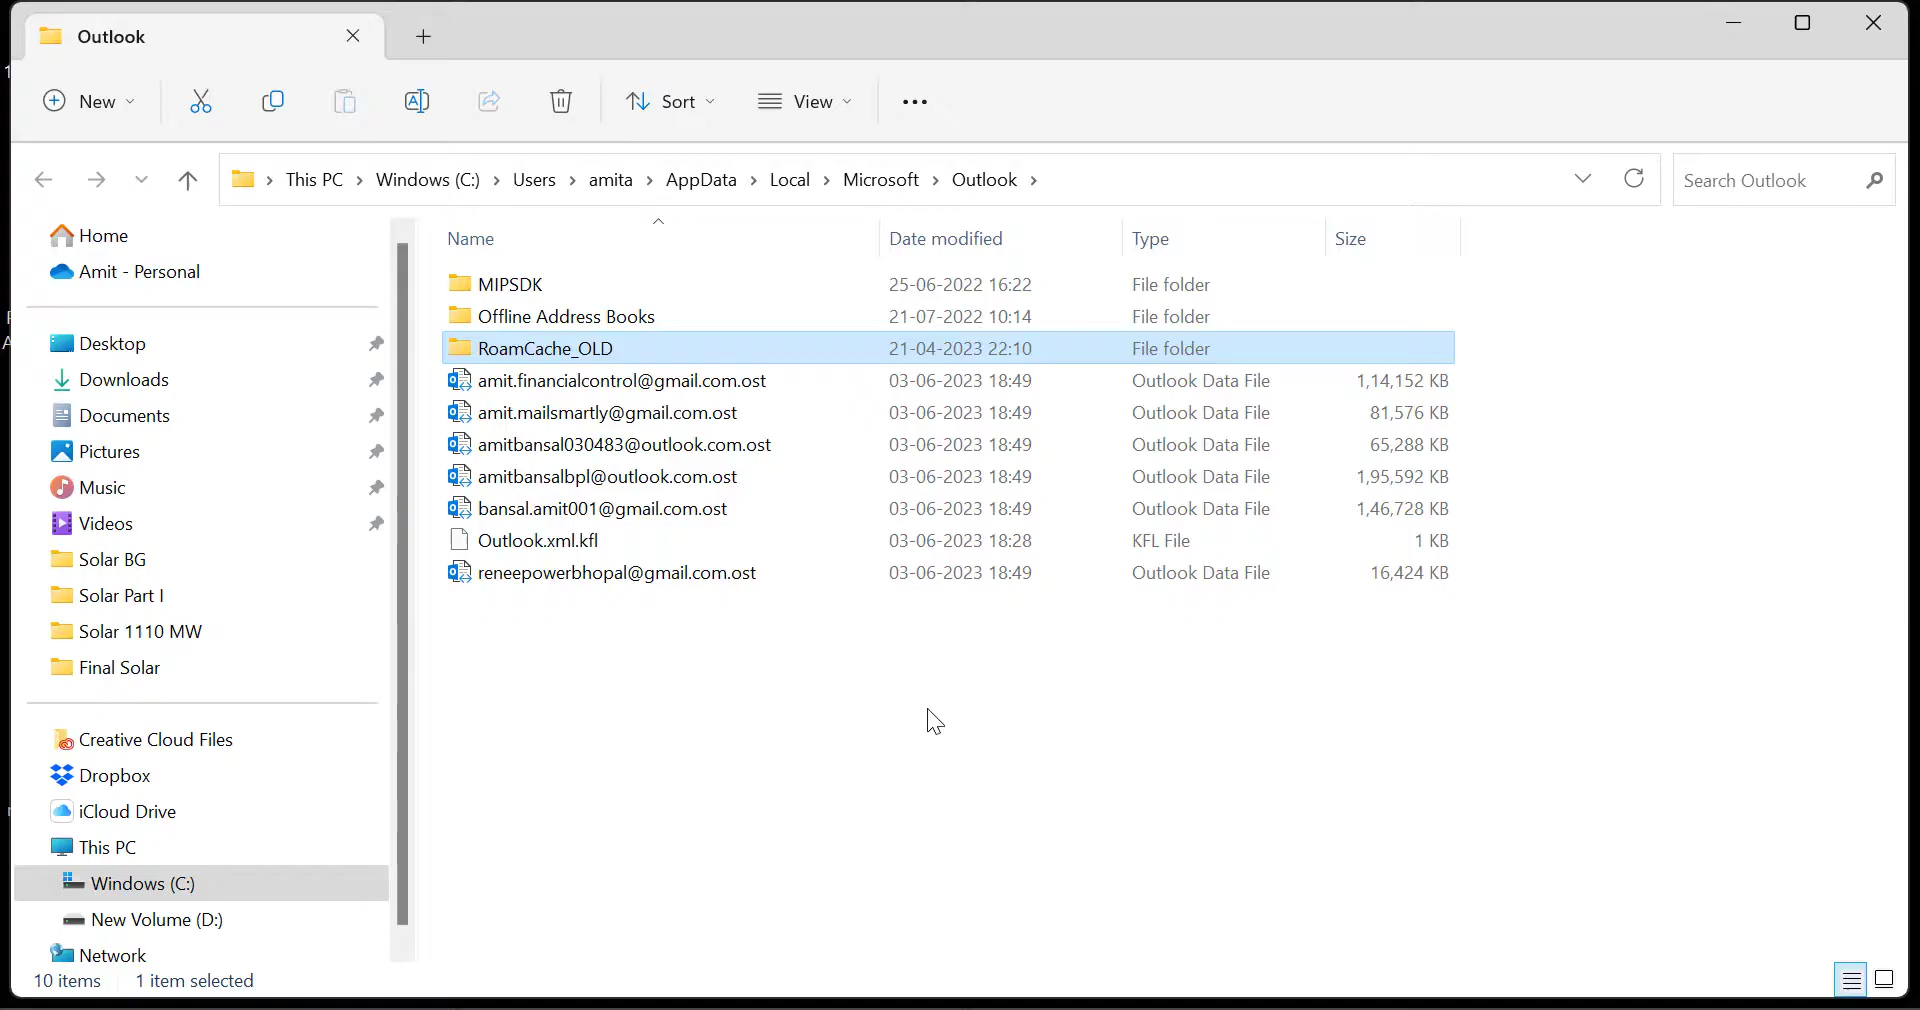 Outlook
New
Sort
View
This PC > Windows (C:) > Users > amita > AppData > Local > Microsoft > Outlook >
Search Outlook
Home
Amit - Personal
Desktop
Downloads
Documents
Pictures
Music
Videos
Solar BG
Solar Part I
Solar 1110 MW
Final Solar
Creative Cloud Files
Dropbox
iCloud Drive
This PC
Windows (C:)
New Volume (D:)
Network
Name Date modified Type Size
MIPSDK 25-06-2022 16:22 File folder
Offline Address Books 21-07-2022 10:14 File folder
RoamCache_OLD 21-04-2023 22:10 File folder
amit.financialcontrol@gmail.com.ost 03-06-2023 18:49 Outlook Data File 1,14,152 KB
amit.mailsmartly@gmail.com.ost 03-06-2023 18:49 Outlook Data File 81,576 KB
amitbansal030483@outlook.com.ost 03-06-2023 18:49 Outlook Data File 65,288 KB
amitbansalbpl@outlook.com.ost 03-06-2023 18:49 Outlook Data File 1,95,592 KB
bansal.amit001@gmail.com.ost 03-06-2023 18:49 Outlook Data File 1,46,728 KB
Outlook.xml.kfl 03-06-2023 18:28 KFL File 1 KB
reneepowerbhopal@gmail.com.ost 03-06-2023 18:49 Outlook Data File 16,424 KB
10 items 1 item selected